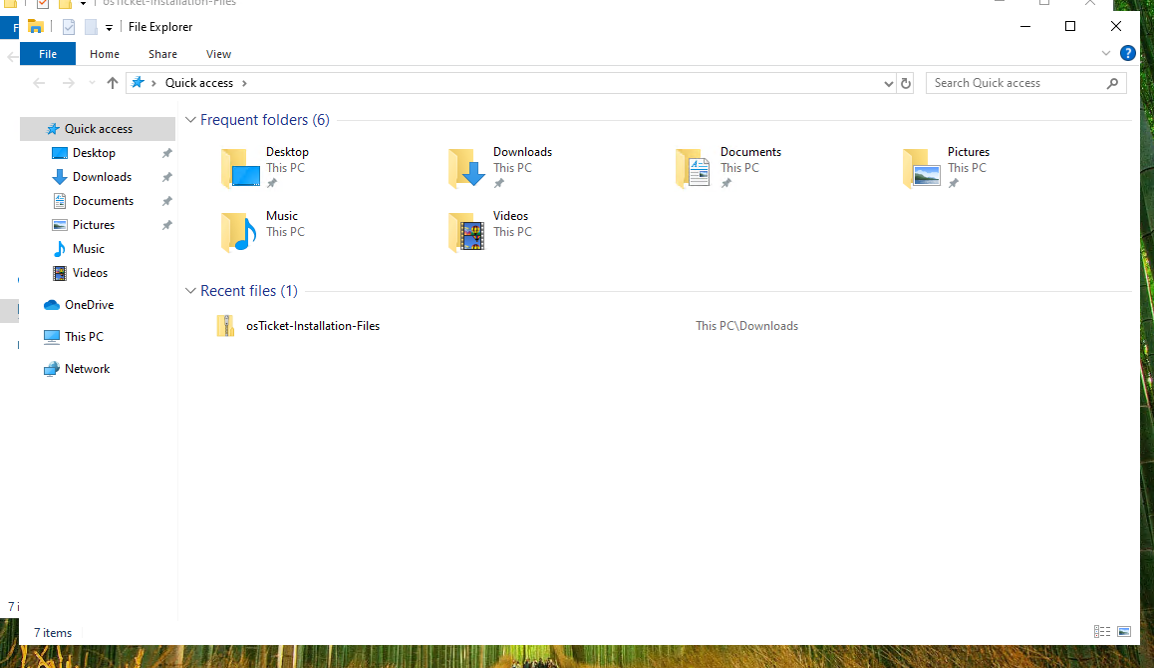 osTicket-Installation-Files
File Explorer
File Home Share View
Quick access
Search Quick access
Quick access
Desktop
Downloads
Documents
Pictures
Music
Videos
OneDrive
This PC
Network
Frequent folders (6)
Desktop
This PC
Downloads
This PC
Documents
This PC
Pictures
This PC
Music
This PC
Videos
This PC
Recent files (1)
osTicket-Installation-Files This PC\Downloads
7 items